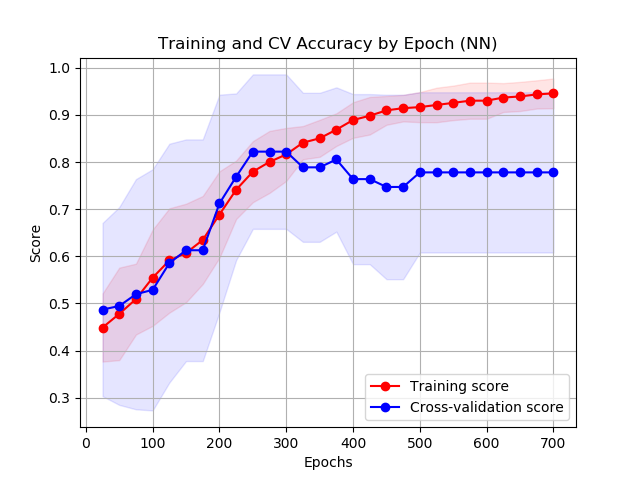 Training and CV Accuracy by Epoch (NN)
1.0
0.9
0.8
0.7
0.6
0.5
0.4
0.3
Score
0 100 200 300 400 500 600 700
Epochs
Training score
Cross-validation score